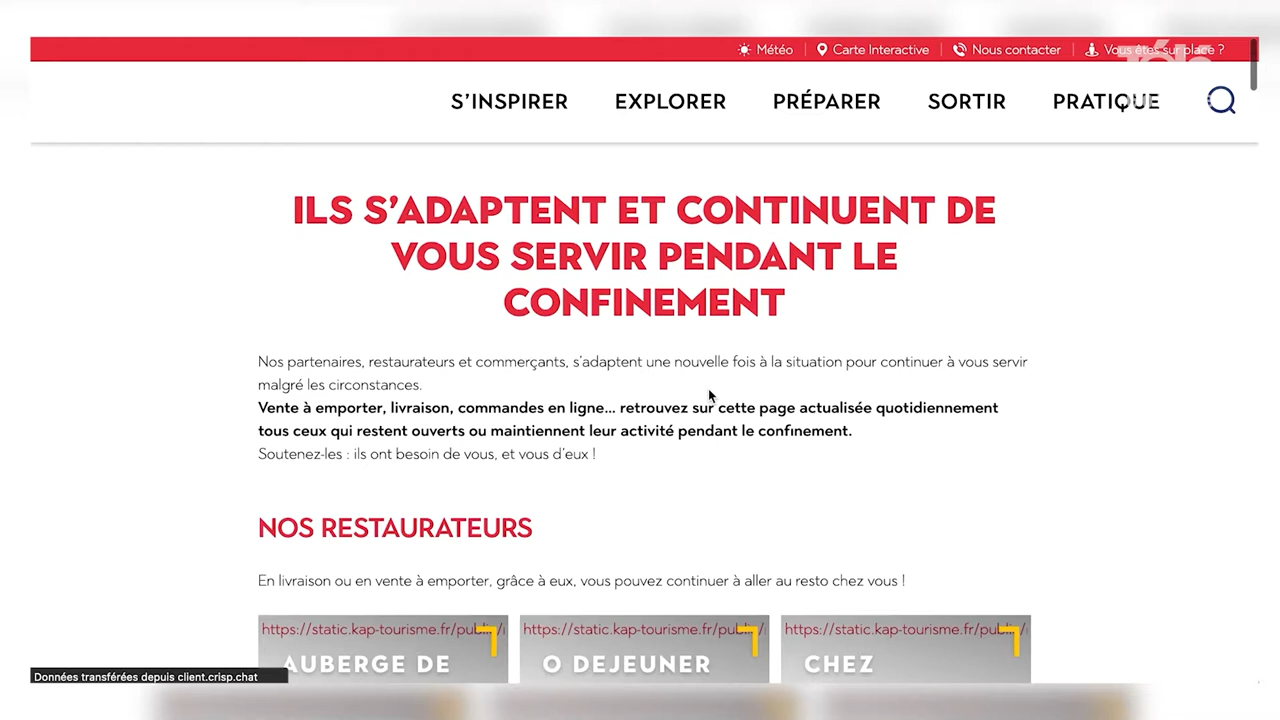 Météo
Carte Interactive
Nous contacter
Vous êtes sur place ?
S'INSPIRER
EXPLORER
PRÉPARER
SORTIR
PRATIQUE
ILS S'ADAPTENT ET CONTINUENT DE
VOUS SERVIR PENDANT LE
CONFINEMENT
Nos partenaires, restaurateurs et commerçants, s'adaptent une nouvelle fois à la situation pour continuer à vous servir
malgré les circonstances.
Vente à emporter, livraison, commandes en ligne... retrouvez sur cette page actualisée quotidiennement
tous ceux qui restent ouverts ou maintiennent leur activité pendant le confinement.
Soutenez-les : ils ont besoin de vous, et vous d'eux !
NOS RESTAURATEURS
En livraison ou en vente à emporter, grâce à eux, vous pouvez continuer à aller au resto chez vous !
https://static.kap-tourisme.fr/public/i
https://static.kap-tourisme.fr/public/i
https://static.kap-tourisme.fr/public/i
AUBERGE DE
O DEJEUNER
CHEZ
Données transférées depuis client.crisp.chat